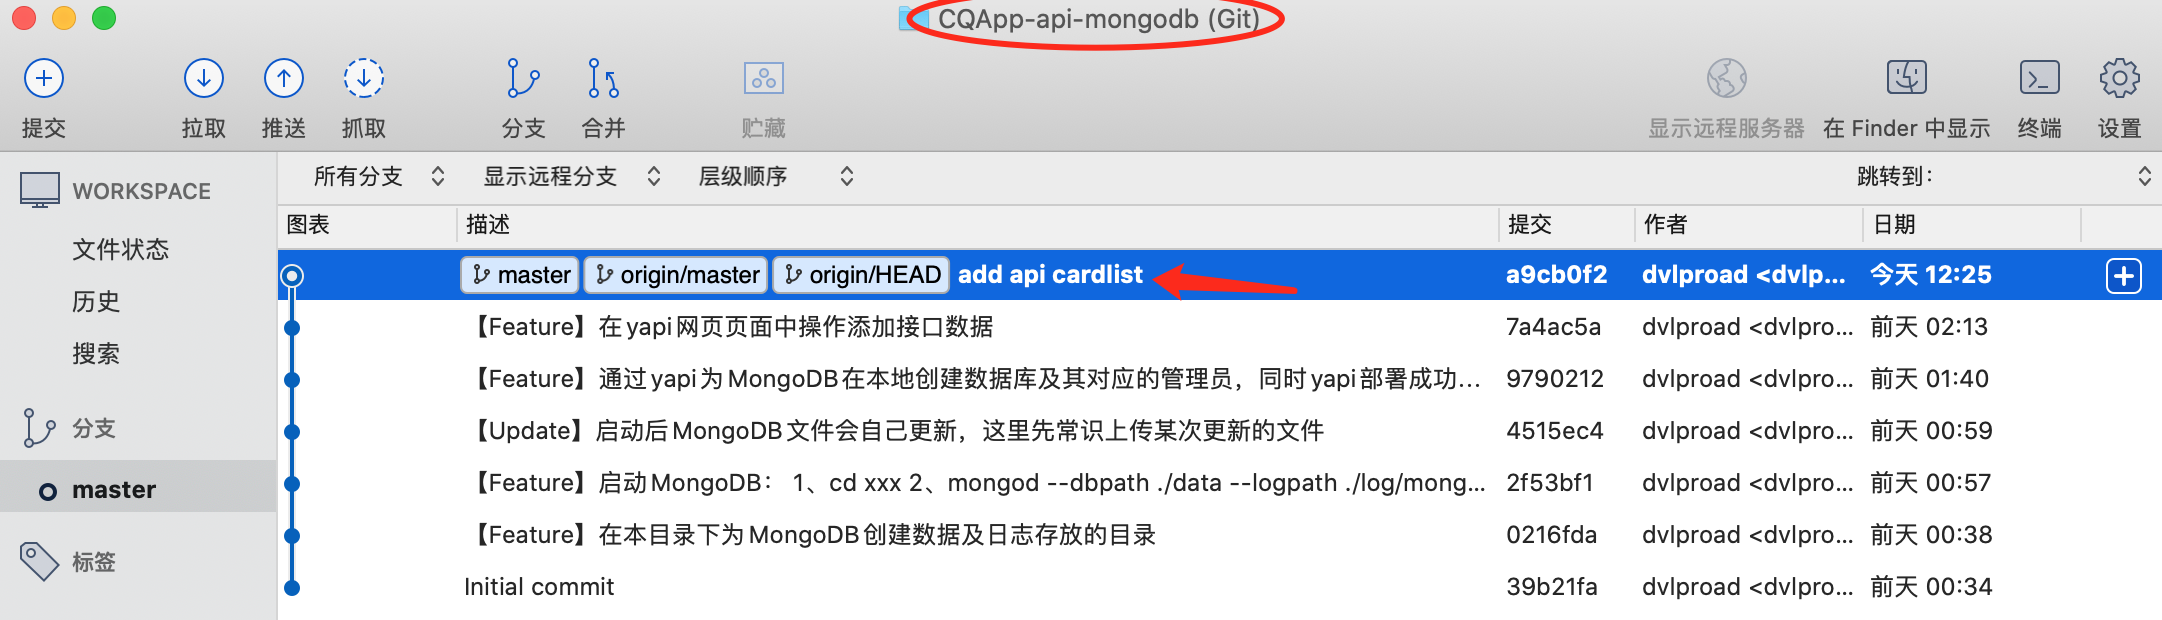 CQApp-api-mongodb (Git)
提交 拉取 推送 抓取 分支 合并 贮藏 显示远程服务器 在 Finder 中显示 终端 设置
WORKSPACE
文件状态
历史
搜索
分支
master
标签
所有分支 显示远程分支 层级顺序 跳转到：
图表 描述 提交 作者 日期
master origin/master origin/HEAD add api cardlist a9cb0f2 dvlproad <dvlp... 今天 12:25
【Feature】在yapi网页页面中操作添加接口数据 7a4ac5a dvlproad <dvlpro... 前天 02:13
【Feature】通过yapi为MongoDB在本地创建数据库及其对应的管理员，同时yapi部署成功... 9790212 dvlproad <dvlpro... 前天 01:40
【Update】启动后MongoDB文件会自己更新，这里先常识上传某次更新的文件 4515ec4 dvlproad <dvlpro... 前天 00:59
【Feature】启动MongoDB： 1、cd xxx 2、mongod --dbpath ./data --logpath ./log/mong... 2f53bf1 dvlproad <dvlpro... 前天 00:57
【Feature】在本目录下为MongoDB创建数据及日志存放的目录 0216fda dvlproad <dvlpro... 前天 00:38
Initial commit 39b21fa dvlproad <dvlpro... 前天 00:34